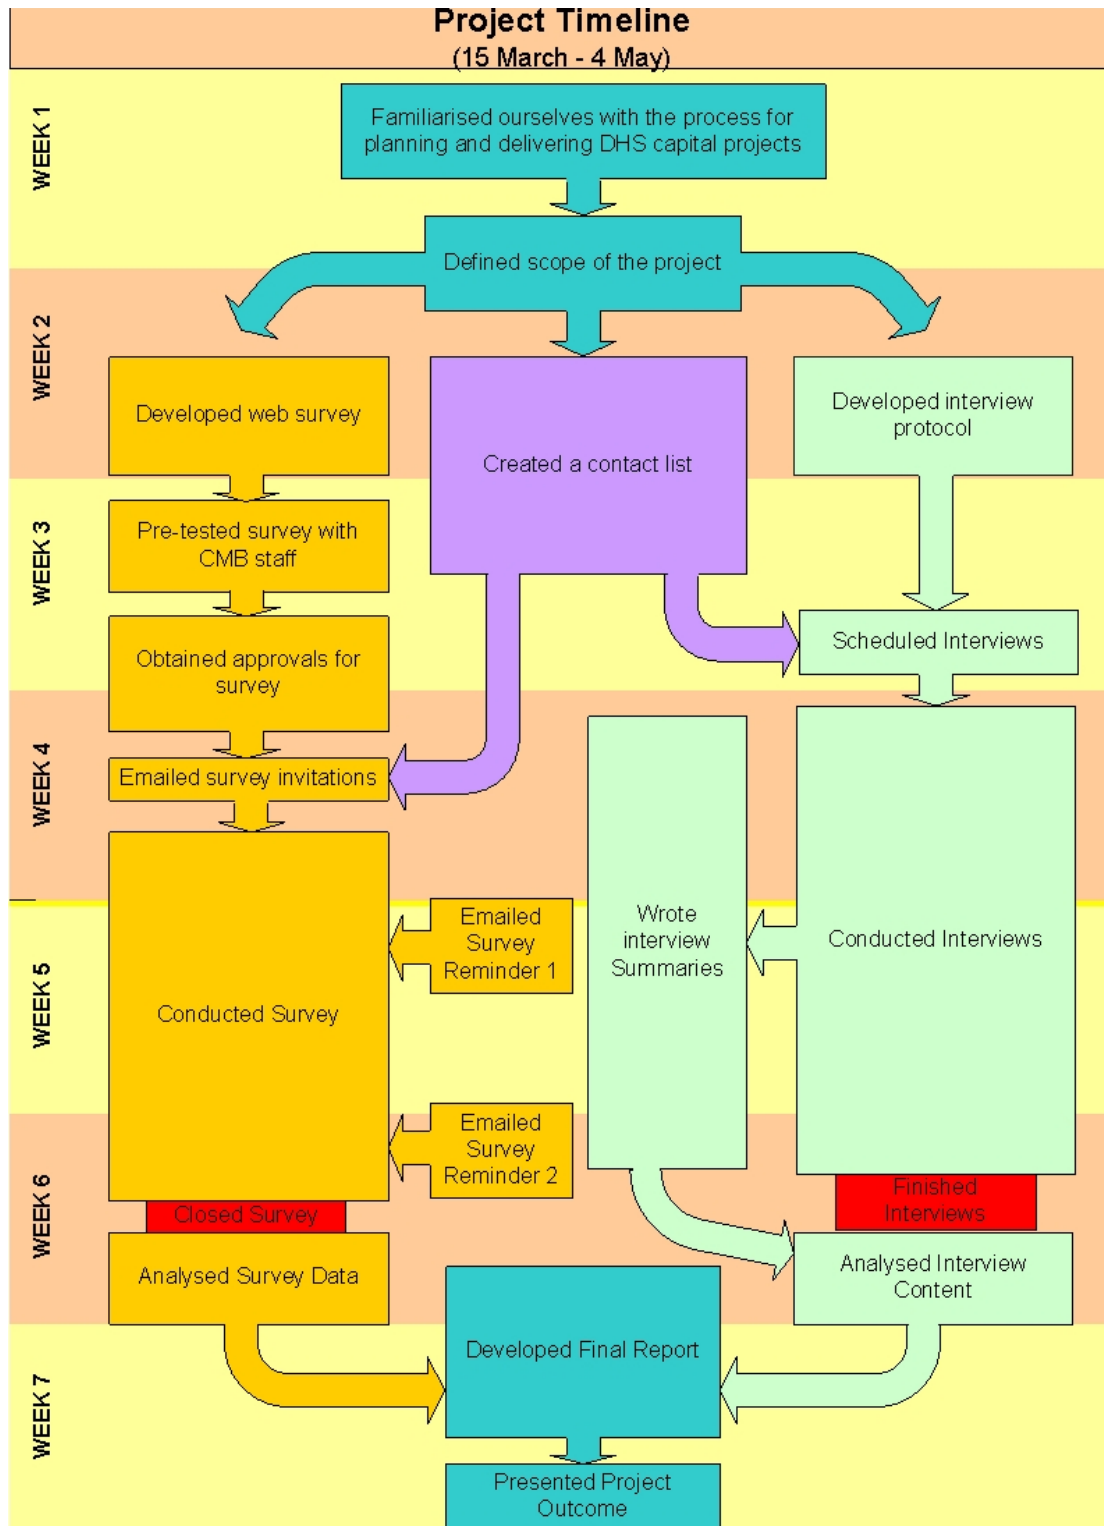 Project Timeline
(15 March - 4 May)
WEEK 1
Familiarised ourselves with the process for
planning and delivering DHS capital projects
Defined scope of the project
WEEK 2
Developed web survey
Created a contact list
Developed interview
protocol
WEEK 3
Pre-tested survey with
CMB staff
Obtained approvals for
survey
Scheduled Interviews
WEEK 4
Emailed survey invitations
Wrote
interview
Summaries
Conducted Interviews
WEEK 5
Emailed
Survey
Reminder 1
Conducted Survey
WEEK 6
Emailed
Survey
Reminder 2
Closed Survey
Finished
Interviews
Analysed Survey Data
Analysed Interview
Content
WEEK 7
Developed Final Report
Presented Project
Outcome